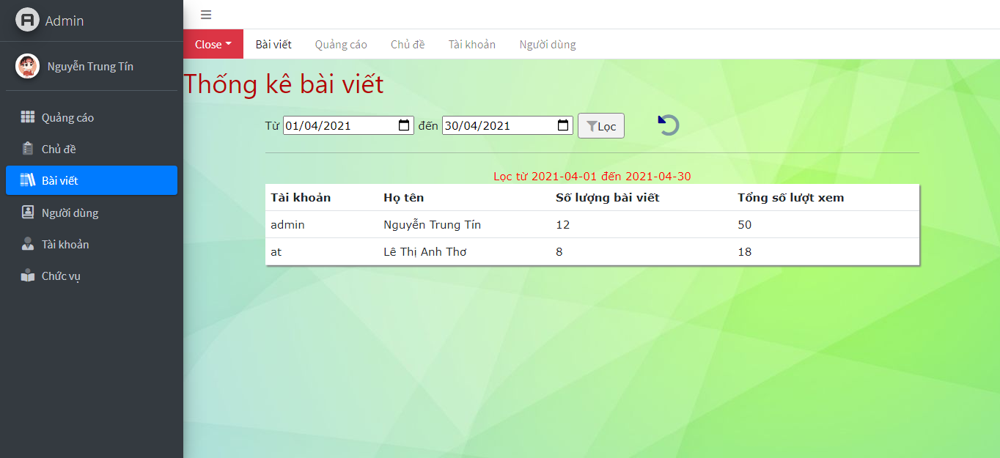 Admin
Nguyễn Trung Tín
Quảng cáo
Chủ đề
Bài viết
Người dùng
Tài khoản
Chức vụ
Close Bài viết Quảng cáo Chủ đề Tài khoản Người dùng
Thống kê bài viết
Từ 01/04/2021 đến 30/04/2021 Lọc
Lọc từ 2021-04-01 đến 2021-04-30
Tài khoản Họ tên Số lượng bài viết Tổng số lượt xem
admin Nguyễn Trung Tín 12 50
at Lê Thị Anh Thơ 8 18